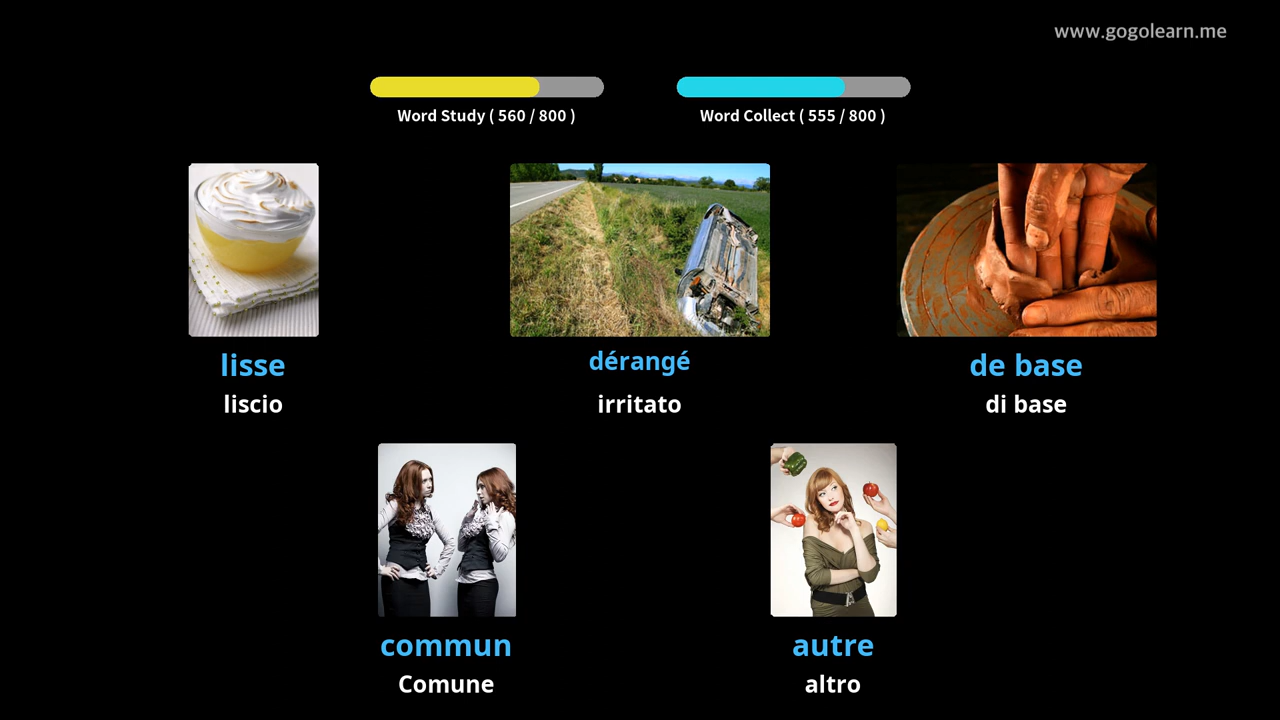 www.gogolearn.me
Word Study ( 560 / 800 )
Word Collect ( 555 / 800 )
lisse
liscio
dérangé
irritato
de base
di base
commun
Comune
autre
altro